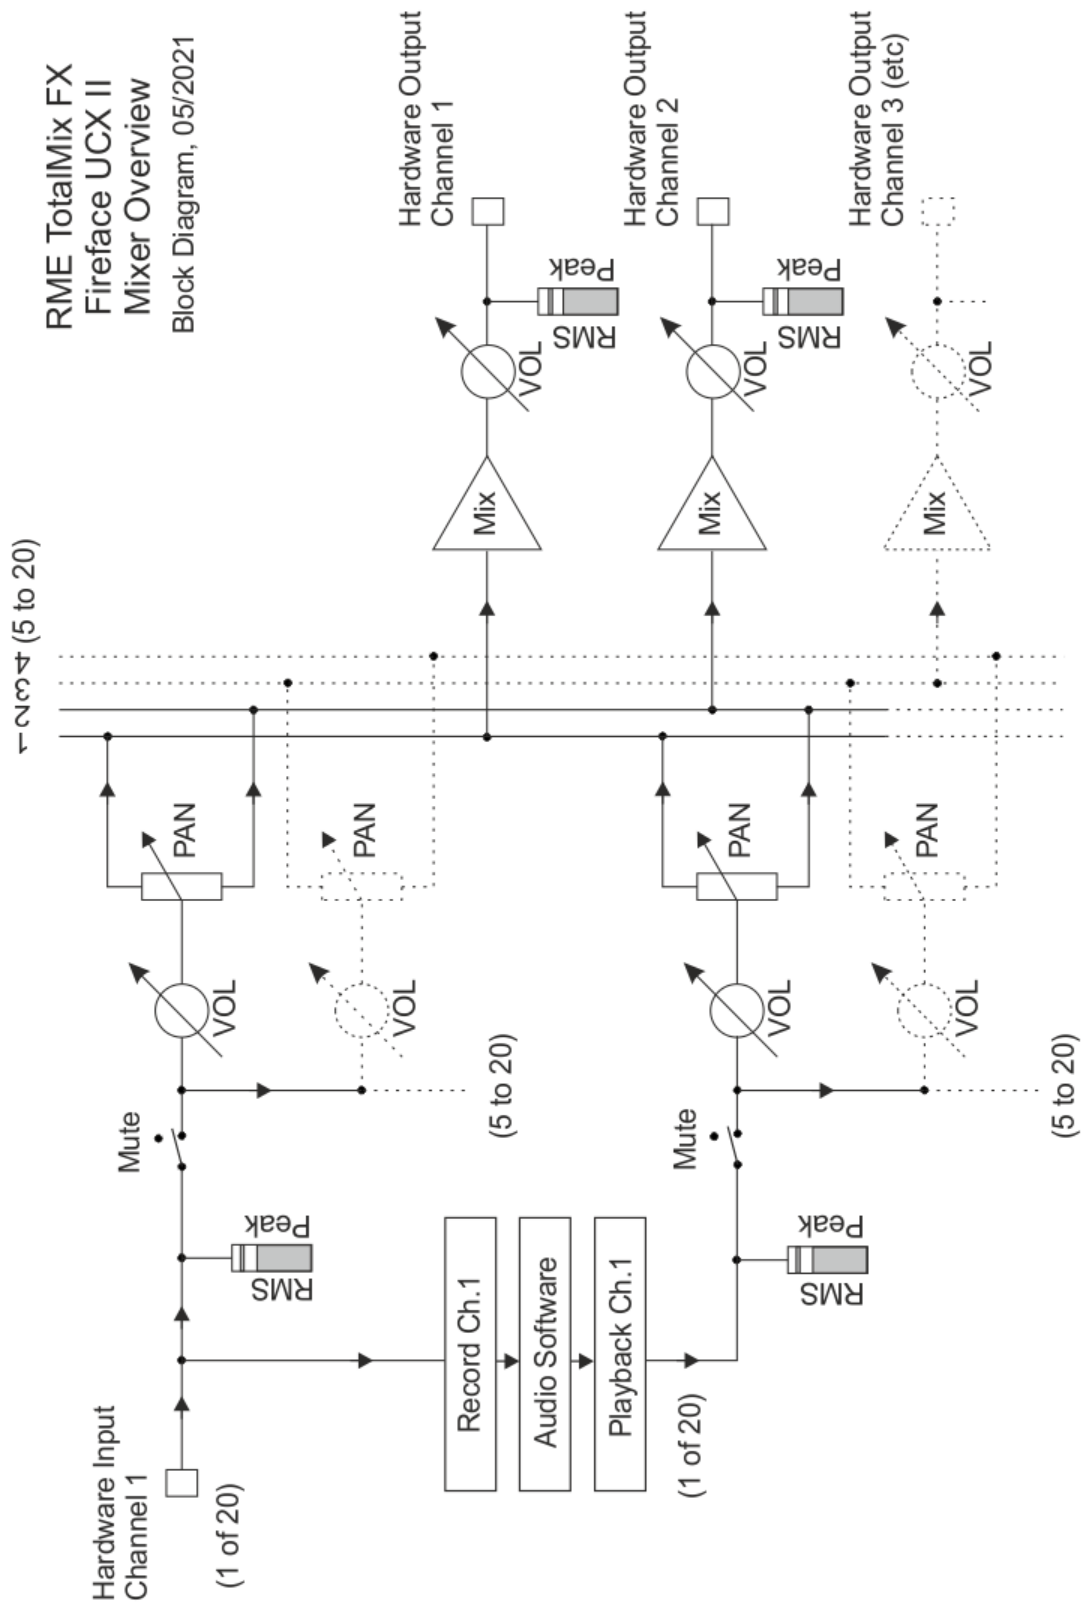 RME TotalMix FX
Fireface UCX II
Mixer Overview
Block Diagram, 05/2021
Hardware Input
Channel 1
(1 of 20)
RMS
Peak
Mute
VOL
PAN
VOL
PAN
(5 to 20)
1
2
3
4 (5 to 20)
Record Ch.1
Audio Software
Playback Ch.1
(1 of 20)
RMS
Peak
Mute
VOL
PAN
VOL
PAN
(5 to 20)
Mix
VOL
RMS
Peak
Hardware Output
Channel 1
Mix
VOL
RMS
Peak
Hardware Output
Channel 2
Mix
VOL
Hardware Output
Channel 3 (etc)